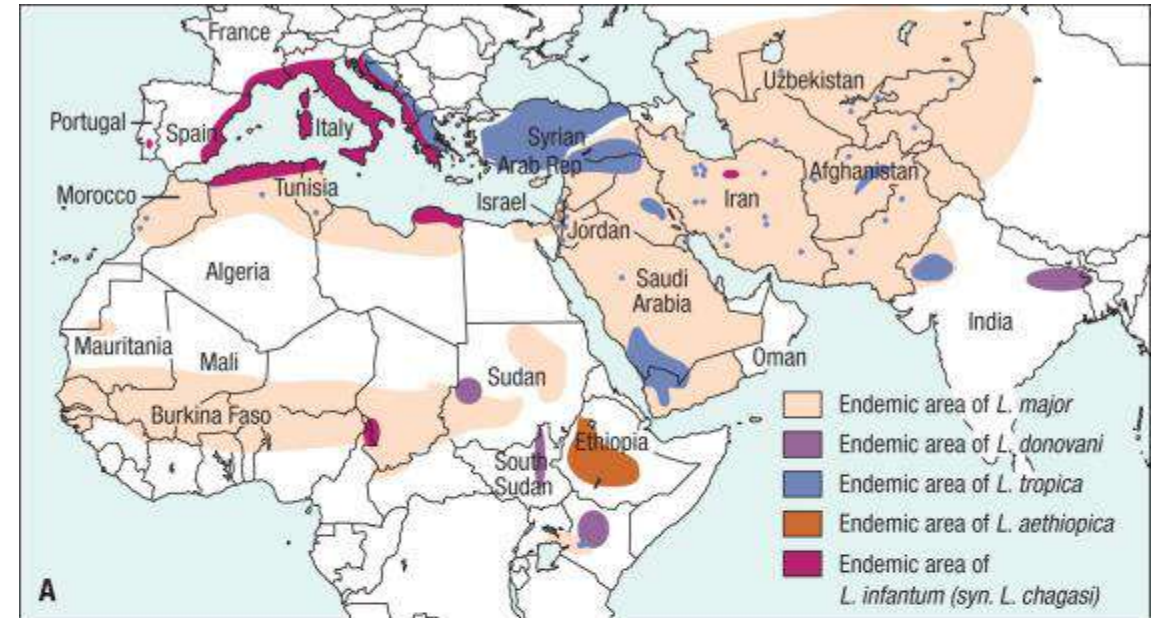 France
Užbekistan
Portugal
Spain
Italy
Syrian
Arab Rep
Afghanistan
Morocco
Tunisia
Israel
Iran
Jordan
Algeria
Saudi
Arabia
India
Mauritania
Mali
Sudan
Oman
Burkina Faso
Ethiopia
South
Sudan
Endemic area of L. major
Endemic area of L. donovani
Endemic area of L. tropica
Endemic area of L. aethiopica
Endemic area of
L. infantum (syn. L. chagasi)
A